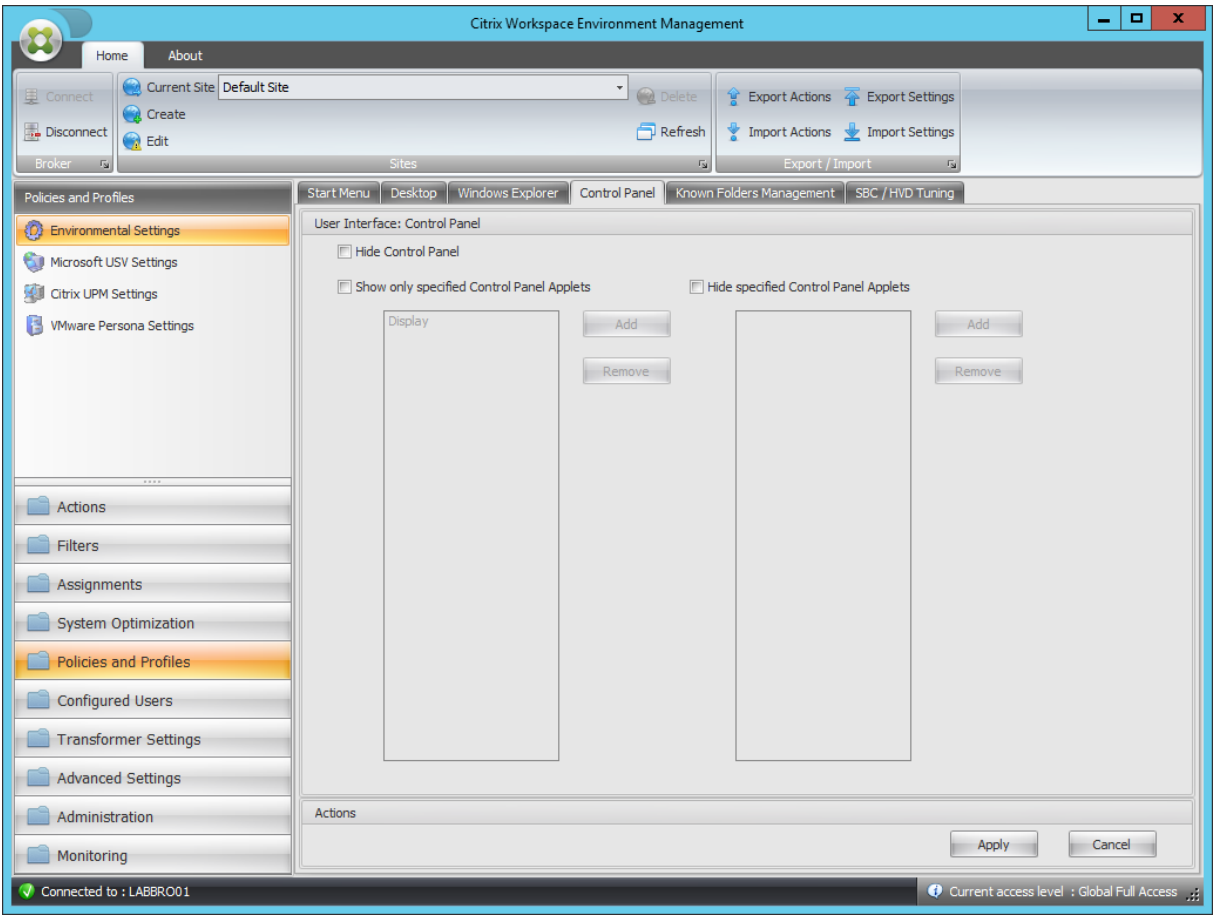 Citrix Workspace Environment Management
Home About
Connect
Disconnect
Broker
Current Site Default Site
Create
Edit
Delete
Refresh
Sites
Export Actions Export Settings
Import Actions Import Settings
Export / Import
Policies and Profiles
Environmental Settings
Microsoft USV Settings
Citrix UPM Settings
VMware Persona Settings
Actions
Filters
Assignments
System Optimization
Policies and Profiles
Configured Users
Transformer Settings
Advanced Settings
Administration
Monitoring
Start Menu Desktop Windows Explorer Control Panel Known Folders Management SBC / HVD Tuning
User Interface: Control Panel
Hide Control Panel
Show only specified Control Panel Applets
Display
Add
Remove
Hide specified Control Panel Applets
Add
Remove
Actions
Apply Cancel
Connected to : LABBRO01
Current access level : Global Full Access